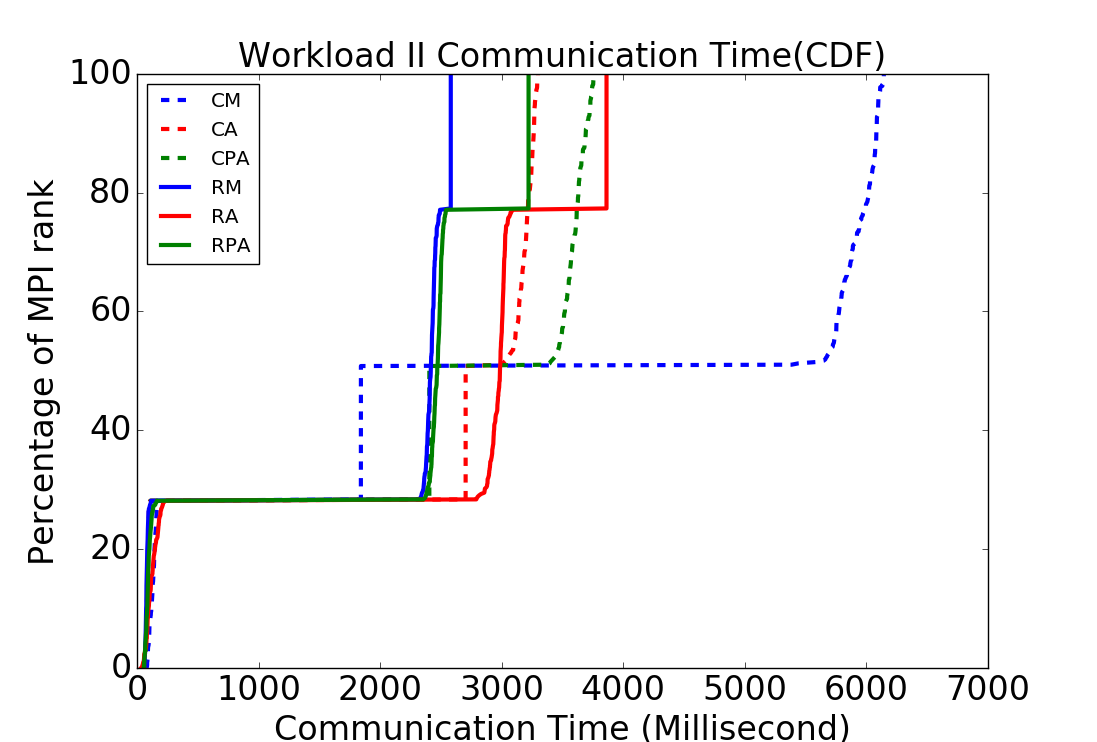 Workload II Communication Time(CDF)
100
80
60
40
20
0
Percentage of MPI rank
CM
CA
CPA
RM
RA
RPA
0 1000 2000 3000 4000 5000 6000 7000
Communication Time (Millisecond)